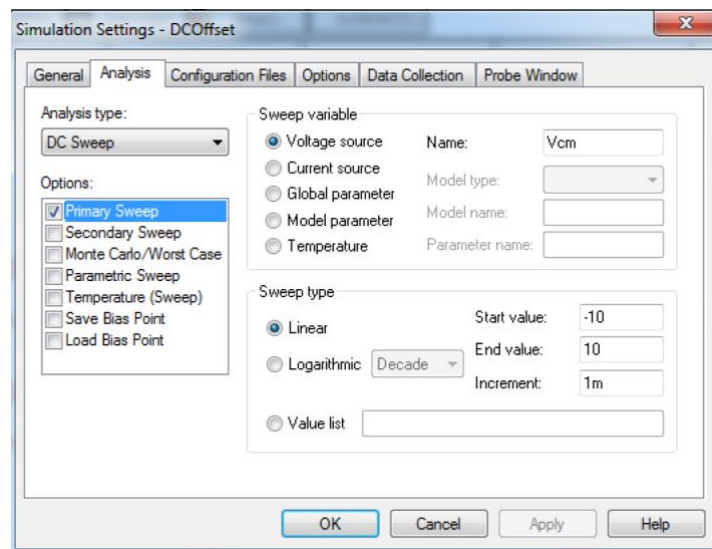 Simulation Settings - DCOffset
General Analysis Configuration Files Options Data Collection Probe Window
Analysis type:
DC Sweep
Options:
Primary Sweep
Secondary Sweep
Monte Carlo/Worst Case
Parametric Sweep
Temperature (Sweep)
Save Bias Point
Load Bias Point
Sweep variable
Voltage source Name: Vcm
Current source
Model type:
Global parameter
Model name:
Model parameter
Temperature Parameter name:
Sweep type
Start value: -10
Linear
End value: 10
Logarithmic Decade
Increment: 1m
Value list
OK Cancel Apply Help